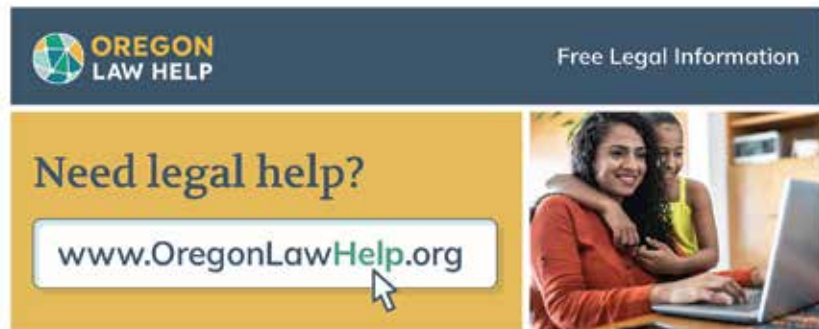 OREGON
LAW HELP
Free Legal Information
Need legal help?
www.OregonLawHelp.org